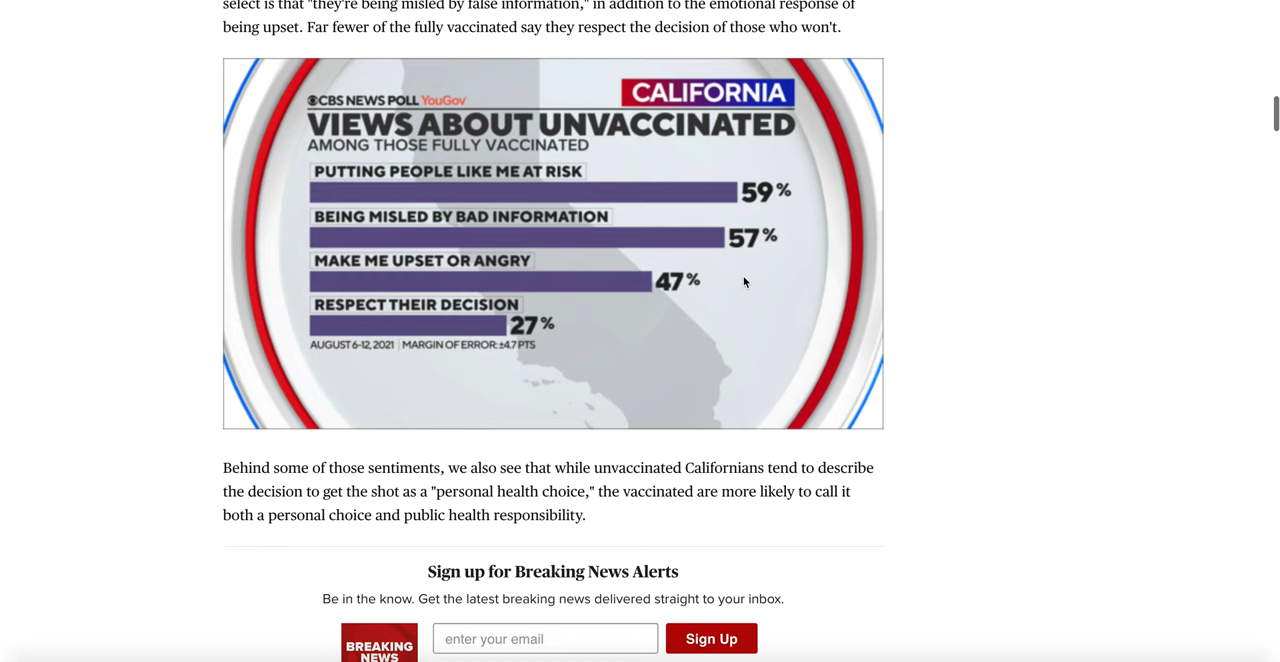 select is that "they're being misled by false information," in addition to the emotional response of
being upset. Far fewer of the fully vaccinated say they respect the decision of those who won't.
CBS NEWS POLL YouGov
CALIFORNIA
VIEWS ABOUT UNVACCINATED
AMONG THOSE FULLY VACCINATED
PUTTING PEOPLE LIKE ME AT RISK
59%
BEING MISLED BY BAD INFORMATION
57%
MAKE ME UPSET OR ANGRY
47%
RESPECT THEIR DECISION
27%
AUGUST 6-12, 2021 | MARGIN OF ERROR: ±4.7 PTS
Behind some of those sentiments, we also see that while unvaccinated Californians tend to describe
the decision to get the shot as a "personal health choice," the vaccinated are more likely to call it
both a personal choice and public health responsibility.
Sign up for Breaking News Alerts
Be in the know. Get the latest breaking news delivered straight to your inbox.
BREAKING
NEWS
enter your email
Sign Up